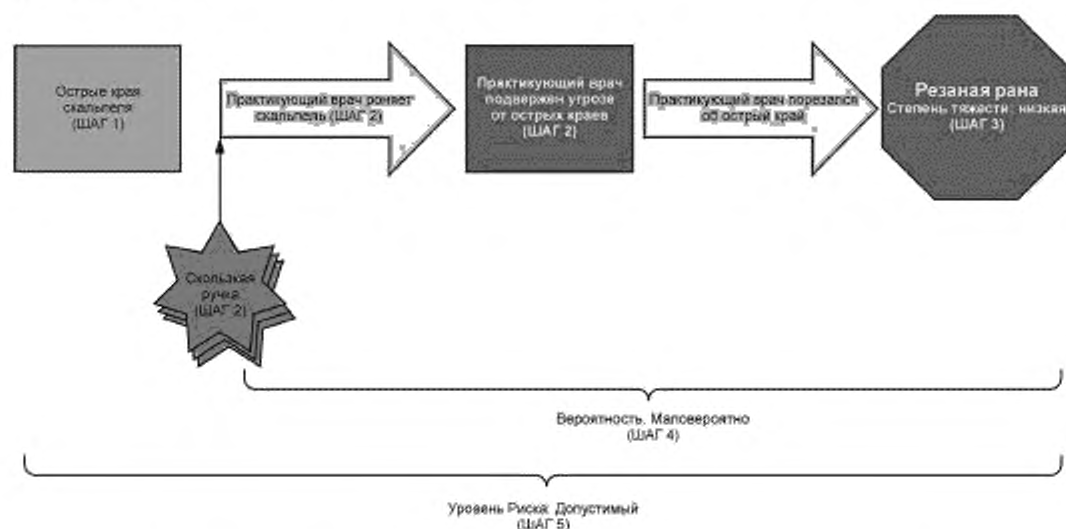 Острые края
скальпеля
(ШАГ 1)
Практикующий врач роняет
скальпель (ШАГ 2)
Практикующий врач
подвержен угрозе
от острых краев
(ШАГ 2)
Практикующий врач порезался
об острый край
Резаная рана
Степень тяжести: низкая
(ШАГ 3)
Скользкая
ручка
(ШАГ 2)
Вероятность. Маловероятно
(ШАГ 4)
Уровень Риска: Допустимый
(ШАГ 5)